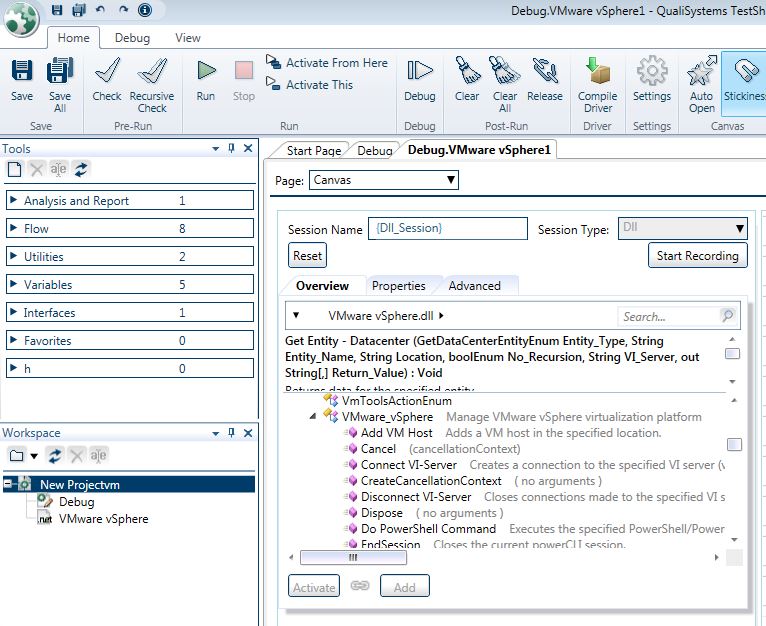 Debug.VMware vSphere1 - QualiSystems TestSh
Home Debug View
Save Save All Check Recursive Check Run Stop Activate From Here Activate This Debug Clear Clear All Release Compile Driver Settings Auto Open Stickiness
Save Pre-Run Run Debug Post-Run Driver Settings Canvas
Tools
Analysis and Report 1
Flow 8
Utilities 2
Variables 5
Interfaces 1
Favorites 0
h 0
Workspace
New Projectvm
Debug
.net VMware vSphere
Start Page Debug Debug.VMware vSphere1
Page: Canvas
Session Name {Dll_Session} Session Type: Dll
Reset Start Recording
Overview Properties Advanced
VMware vSphere.dll Search...
Get Entity - Datacenter (GetDataCenterEntityEnum Entity_Type, String
Entity_Name, String Location, boolEnum No_Recursion, String VI_Server, out
String[,] Return_Value) : Void
Returns data for the specified entity
VmToolsActionEnum
VMware_vSphere Manage VMware vSphere virtualization platform
Add VM Host Adds a VM host in the specified location.
Cancel (cancellationContext)
Connect VI-Server Creates a connection to the specified VI server (v
CreateCancellationContext ( no arguments )
Disconnect VI-Server Closes connections made to the specified VI s
Dispose ( no arguments )
Do PowerShell Command Executes the specified PowerShell/Power
EndSession Closes the current powerCLI session.
Activate Add